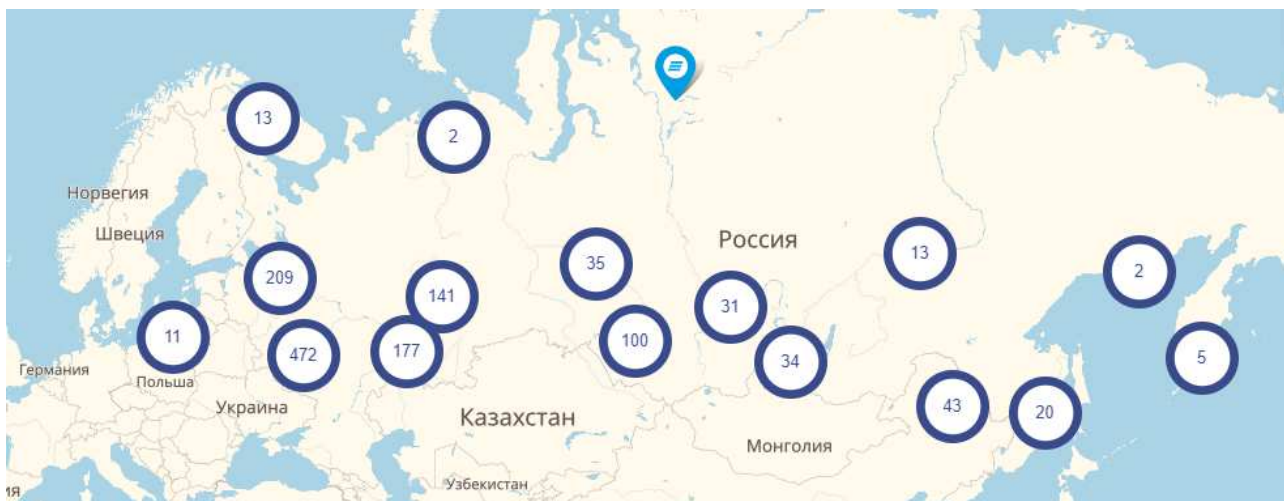 13
2
Норвегия
Швеция
Россия
209
35
13
2
141
31
11
472
177
100
34
5
Германия
Польша
Украина
Казахстан
43
20
Монголия
Узбекистан
ия